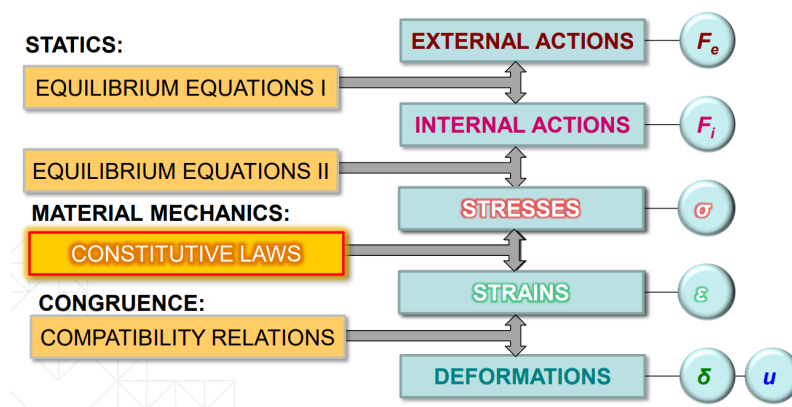 STATICS:
EXTERNAL ACTIONS
Fe
EQUILIBRIUM EQUATIONS I
INTERNAL ACTIONS
Fi
EQUILIBRIUM EQUATIONS II
STRESSES
σ
MATERIAL MECHANICS:
CONSTITUTIVE LAWS
STRAINS
ε
CONGRUENCE:
COMPATIBILITY RELATIONS
DEFORMATIONS
δ
u